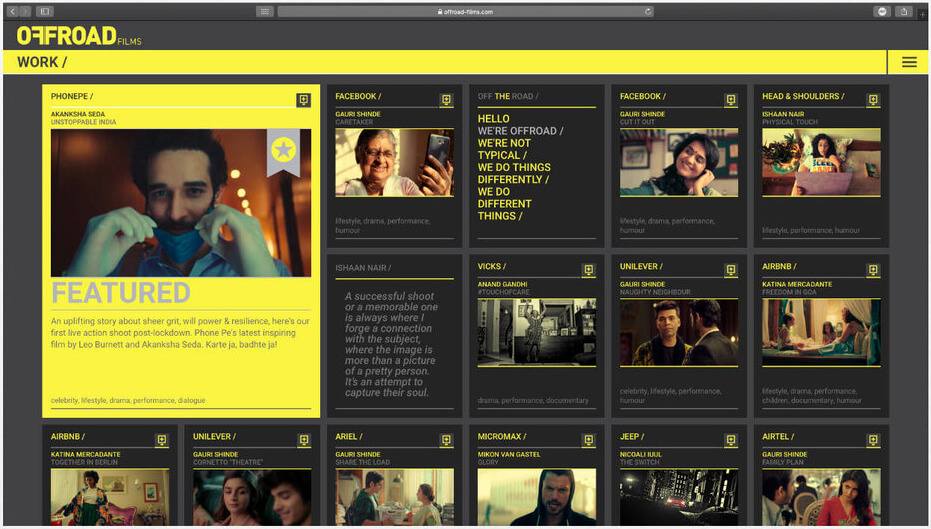 offroad-films.com
OFFROAD FILMS
WORK /
PHONEPE /
AKANKSHA SEDA
UNSTOPPABLE INDIA
FEATURED
An uplifting story about sheer grit, will power & resilience, here's our
first live action shoot post-lockdown. Phone Pe's latest inspiring
film by Leo Burnett and Akanksha Seda. Karte ja, badhte ja!
celebrity, lifestyle, drama, performance, dialogue
FACEBOOK /
GAURI SHINDE
CARETAKER
lifestyle, drama, performance,
humour
OFF THE ROAD /
HELLO
WE'RE OFFROAD /
WE'RE NOT
TYPICAL /
WE DO THINGS
DIFFERENTLY /
WE DO
DIFFERENT
THINGS /
FACEBOOK /
GAURI SHINDE
CUT IT OUT
lifestyle, drama, performance,
humour
HEAD & SHOULDERS /
ISHAAN NAIR
PHYSICAL TOUCH
lifestyle, performance, humour
ISHAAN NAIR /
A successful shoot
or a memorable one
is always where I
forge a connection
with the subject,
where the image is
more than a picture
of a pretty person.
It's an attempt to
capture their soul.
VICKS /
ANAND GANDHI
#TOUCHOFCARE
drama, performance, documentary
UNILEVER /
GAURI SHINDE
NAUGHTY NEIGHBOUR
celebrity, lifestyle, performance,
humour
AIRBNB /
KATINA MERCADANTE
FREEDOM IN GOA
lifestyle, drama, performance,
children, documentary, humour
AIRBNB /
KATINA MERCADANTE
TOGETHER IN BERLIN
UNILEVER /
GAURI SHINDE
CORNETTO "THEATRE"
ARIEL /
GAURI SHINDE
SHARE THE LOAD
MICROMAX /
MIKON VAN GASTEL
GLORY
JEEP /
NICOALI IUUL
THE SWITCH
AIRTEL /
GAURI SHINDE
FAMILY PLAN